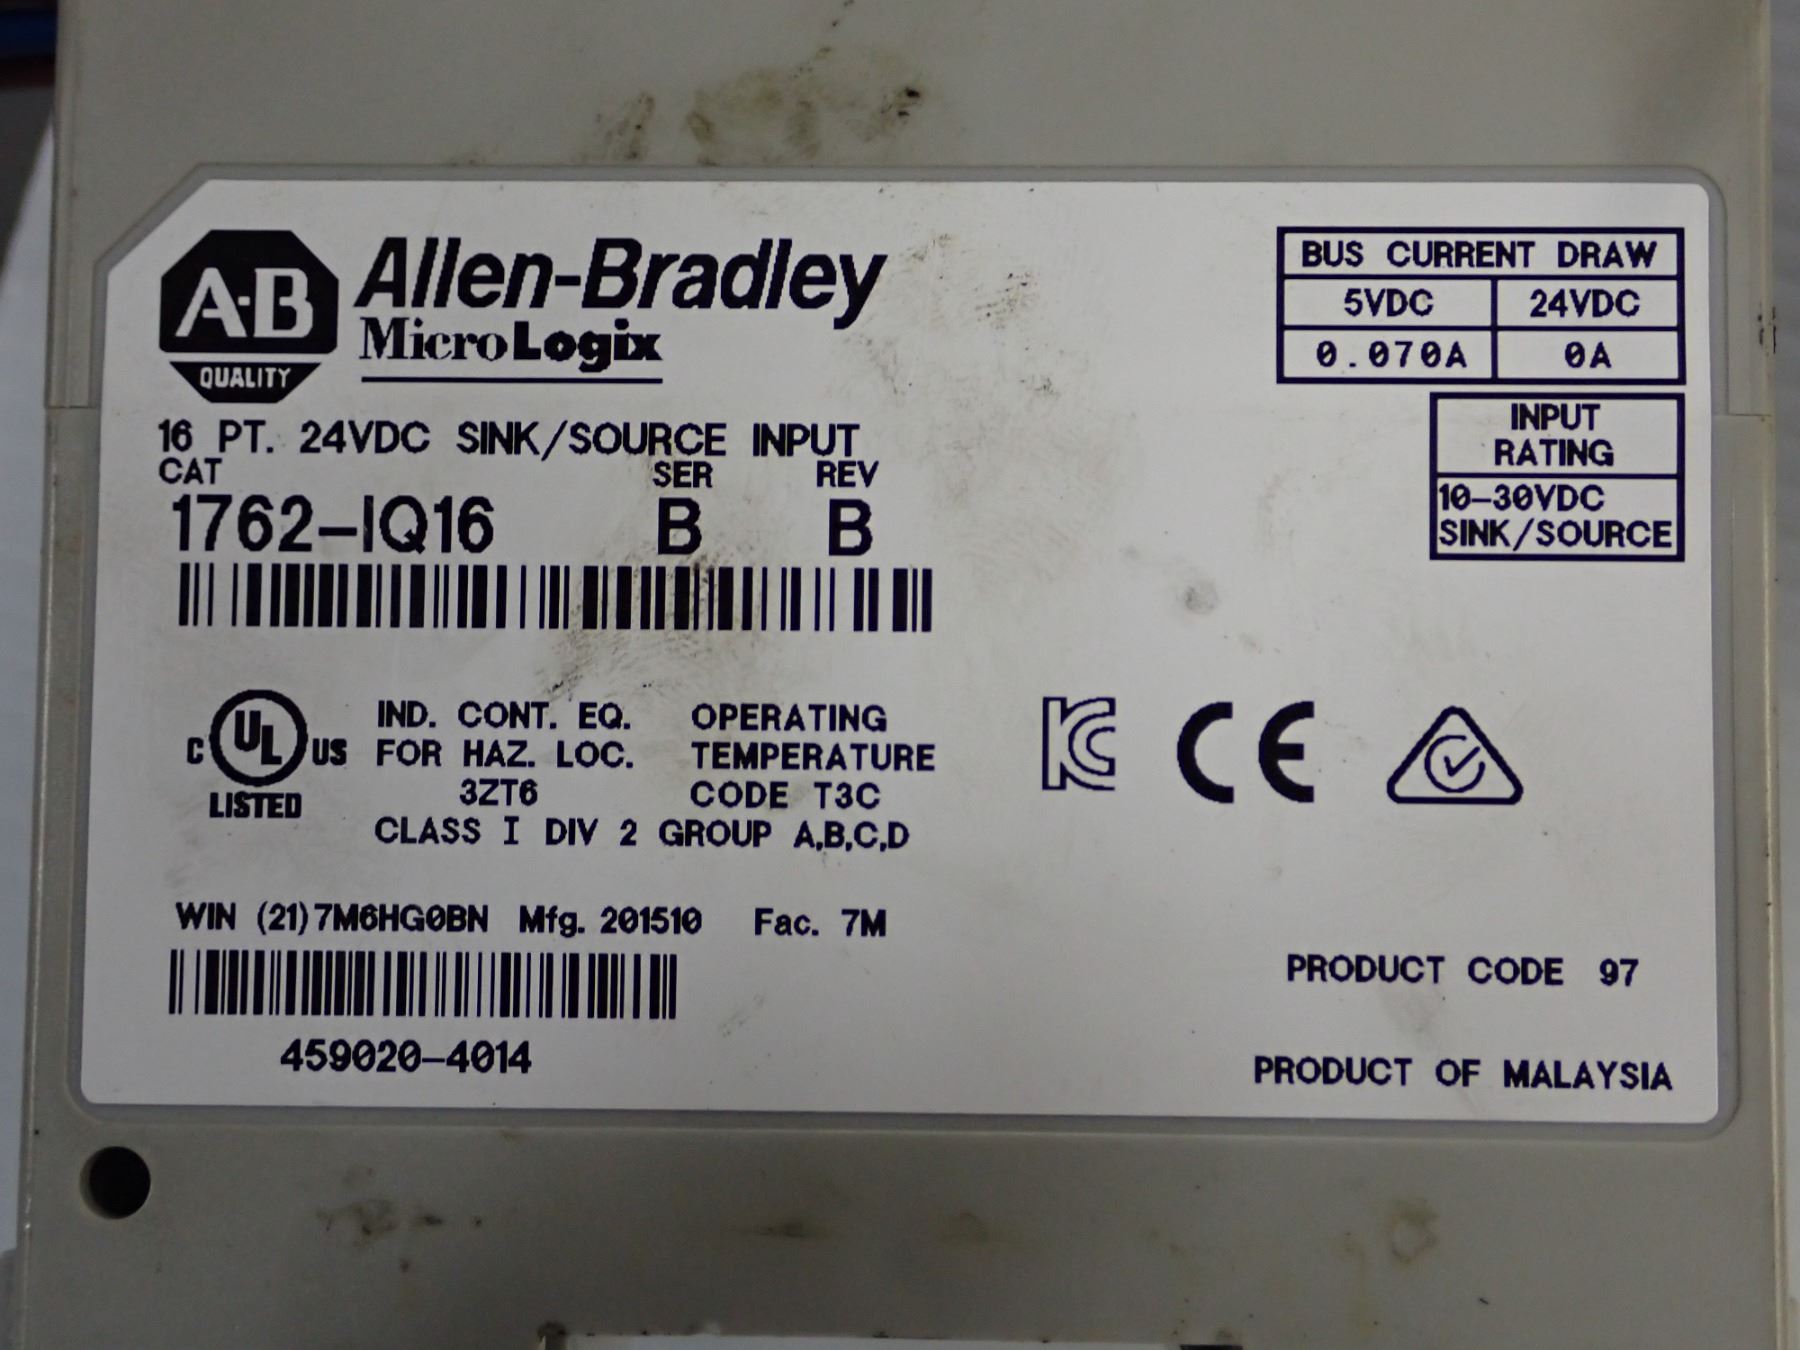 A-B
QUALITY
Allen-Bradley
MicroLogix
16 PT. 24VDC SINK/SOURCE INPUT
CAT SER REV
1762-IQ16 B B
BUS CURRENT DRAW
5VDC 24VDC
0.070A 0A
INPUT
RATING
10-30VDC
SINK/SOURCE
C UL US
LISTED
IND. CONT. EQ.
FOR HAZ. LOC.
3ZT6
OPERATING
TEMPERATURE
CODE T3C
CLASS I DIV 2 GROUP A,B,C,D
KC CE
WIN (21)7M6HG0BN Mfg. 201510 Fac. 7M
459020-4014
PRODUCT CODE 97
PRODUCT OF MALAYSIA